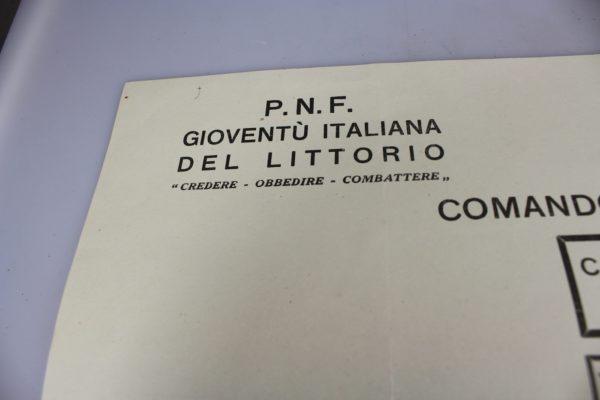 P. N. F.
GIOVENTÙ ITALIANA
DEL LITTORIO
“ CREDERE - OBBEDIRE - COMBATTERE „
COMANDO
C